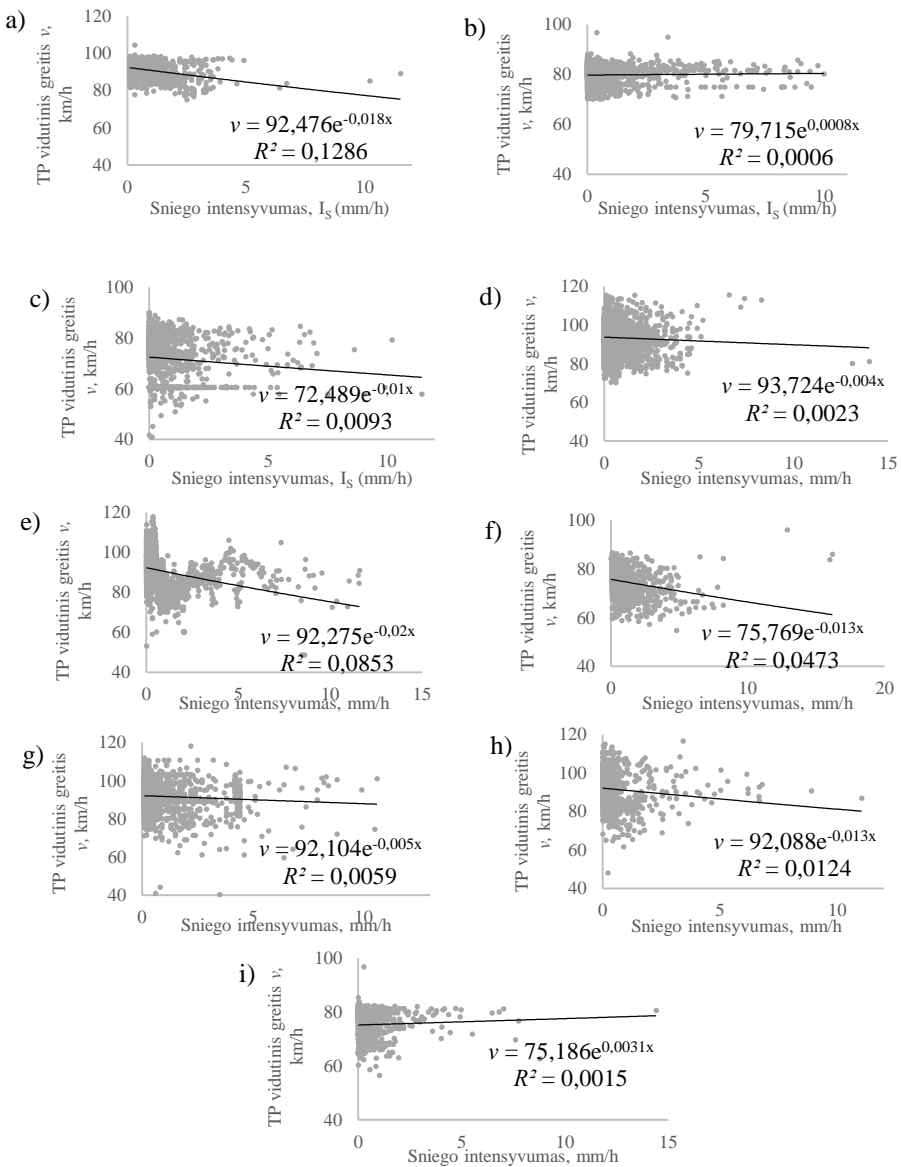 a)
TP vidutinis greitis v,
km/h
120
100
80
60
40
0 5 10
v = 92,476e-0,018x
R² = 0,1286
Sniego intensyvumas, IS (mm/h)
b)
TP vidutinis greitis
v, km/h
100
80
60
40
0 5 10
v = 79,715e0,0008x
R² = 0,0006
Sniego intensyvumas, IS (mm/h)
c)
TP vidutinis greitis
v, km/h
100
80
60
40
0 5 10
v = 72,489e-0,01x
R² = 0,0093
Sniego intensyvumas, IS (mm/h)
d)
TP vidutinis greitis v,
km/h
120
100
80
60
40
0 5 10 15
v = 93,724e-0,004x
R² = 0,0023
Sniego intensyvumas, mm/h
e)
TP vidutinis greitis v,
km/h
120
100
80
60
40
0 5 10 15
v = 92,275e-0,02x
R² = 0,0853
Sniego intensyvumas, mm/h
f)
TP vidutinis greitis
v, km/h
100
80
60
40
0 10 20
v = 75,769e-0,013x
R² = 0,0473
Sniego intensyvumas, mm/h
g)
TP vidutinis greitis
v, km/h
120
100
80
60
40
0 5 10
v = 92,104e-0,005x
R² = 0,0059
Sniego intensyvumas, mm/h
h)
TP vidutinis greitis
v, km/h
120
100
80
60
40
0 5 10
v = 92,088e-0,013x
R² = 0,0124
Sniego intensyvumas, mm/h
i)
TP vidutinis greitis v,
km/h
100
80
60
40
0 5 10 15
v = 75,186e0,0031x
R² = 0,0015
Sniego intensyvumas, mm/h